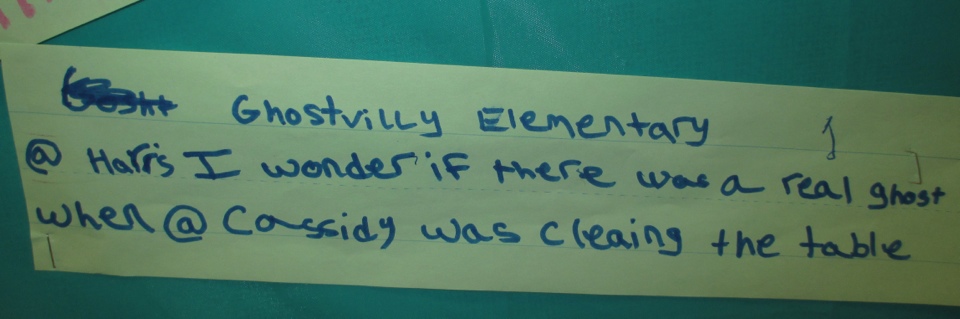 Ghostvilly Elementary
@ Harris I wonder if there was a real ghost
when @ Cassidy was cleaing the table